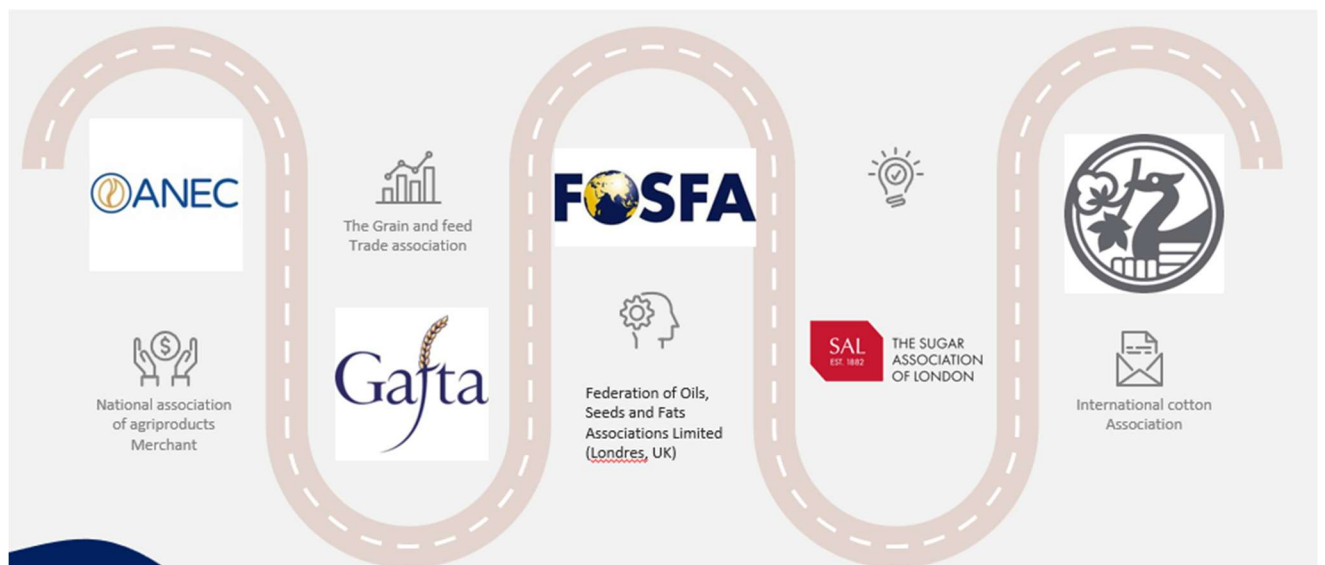 ANEC
National association
of agriproducts
Merchant
The Grain and feed
Trade association
Gafta
FOSFA
Federation of Oils,
Seeds and Fats
Associations Limited
(Londres, UK)
SAL
EST. 1882
THE SUGAR
ASSOCIATION
OF LONDON
International cotton
Association